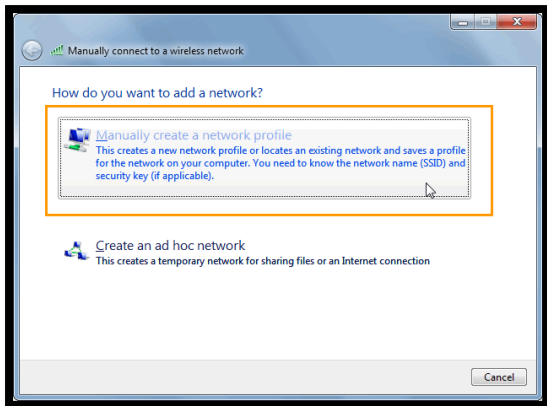 Manually connect to a wireless network
How do you want to add a network?
Manually create a network profile
This creates a new network profile or locates an existing network and saves a profile
for the network on your computer. You need to know the network name (SSID) and
security key (if applicable).
Create an ad hoc network
This creates a temporary network for sharing files or an Internet connection
Cancel